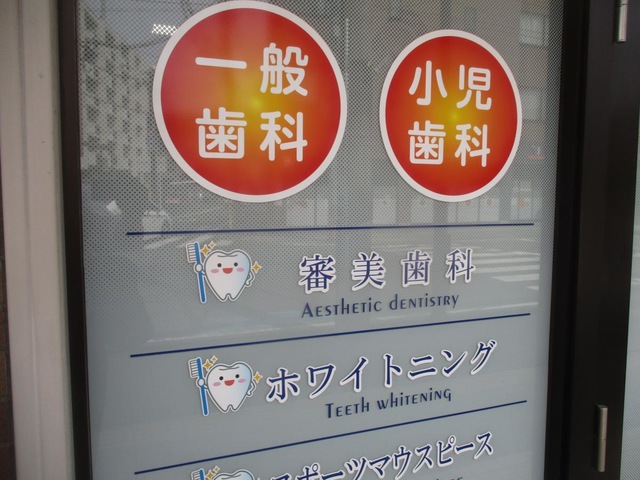 一般
歯科
小児
歯科
審美歯科
AESTHETIC DENTISTRY
ホワイトニング
TEETH WHITENING
スポーツマウスピース